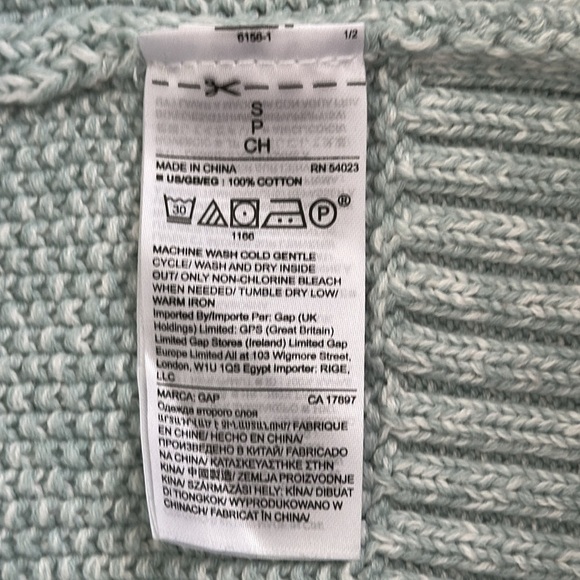 6156-1 1/2
S
P
CH
MADE IN CHINA RN 54023
US/GB/EG : 100% COTTON
30 P ®
1166
MACHINE WASH COLD GENTLE
CYCLE/ WASH AND DRY INSIDE
OUT/ ONLY NON-CHLORINE BLEACH
WHEN NEEDED/ TUMBLE DRY LOW/
WARM IRON
Imported By/Importe Par: Gap (UK
Holdings) Limited: GPS (Great Britain)
Limited Gap Stores (Ireland) Limited Gap
Europe Limited All at 103 Wigmore Street,
London, W1U 1QS Egypt Importer: RIGE,
LLC
MARCA: GAP CA 17897
Одежда второго слоя
FABRIQUE
EN CHINE/ HECHO EN CHINA/
ПРОИЗВЕДЕНО В КИТАЙ/ FABRICADO
NA CHINA/ ΚΑΤΑΣΚΕΥΑΣΤΗΚΕ ΣΤΗΝ
ΚΙΝΑ/ 中國製造/ ZEMLJA PROIZVODNJE
KINA/ SZÁRMAZÁSI HELY: KÍNA/ DIBUAT
DI TIONGKOK/ WYPRODUKOWANO W
CHINACH/ FABRICAT ÎN CHINA/